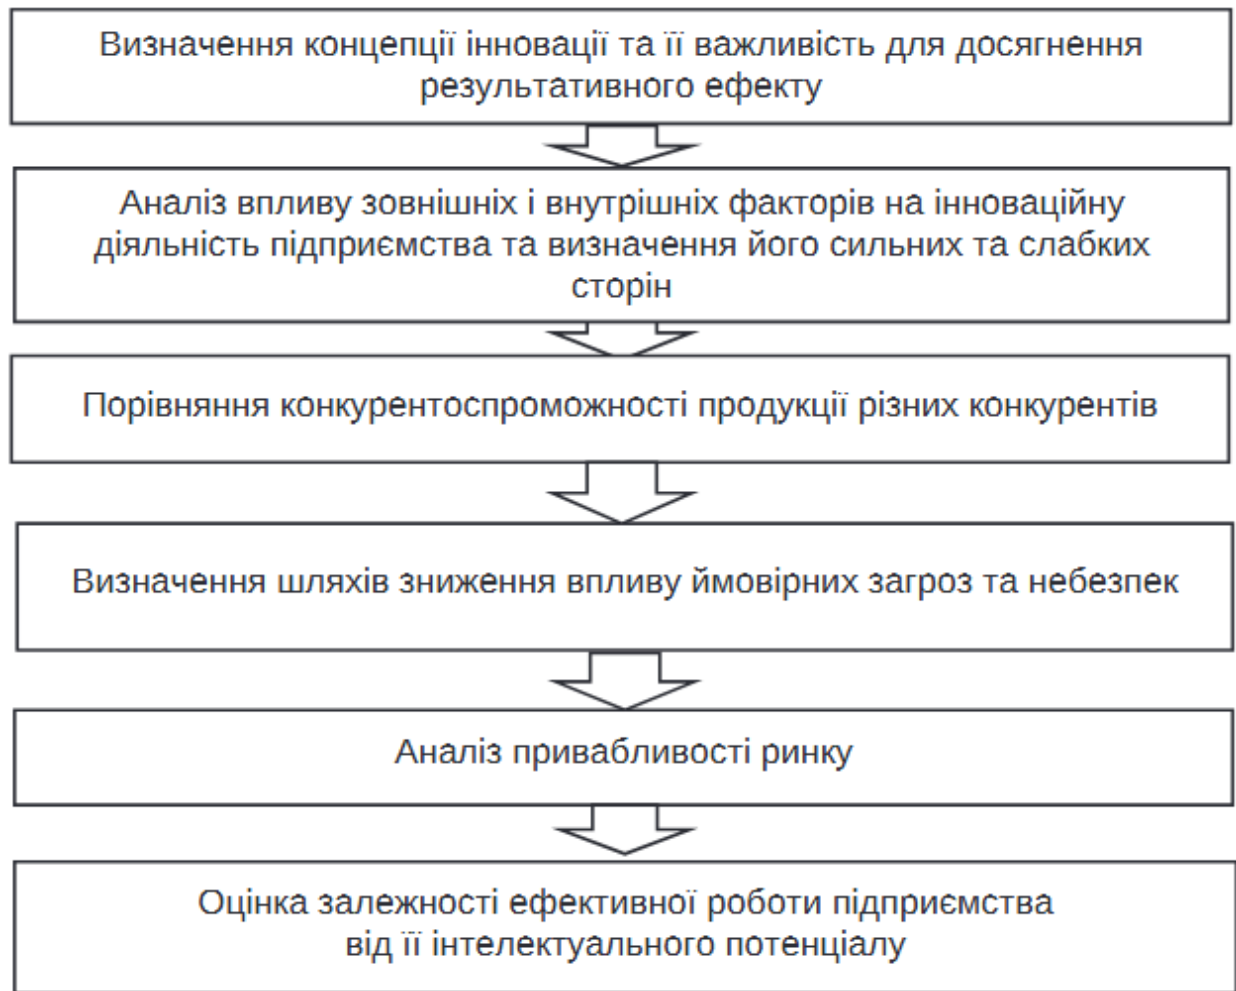 Визначення концепції інновації та її важливість для досягнення
результативного ефекту
Аналіз впливу зовнішніх і внутрішніх факторів на інноваційну
діяльність підприємства та визначення його сильних та слабких
сторін
Порівняння конкурентоспроможності продукції різних конкурентів
Визначення шляхів зниження впливу ймовірних загроз та небезпек
Аналіз привабливості ринку
Оцінка залежності ефективної роботи підприємства
від її інтелектуального потенціалу